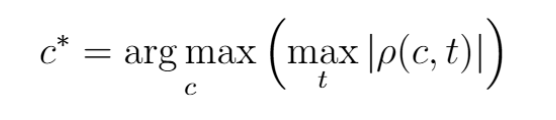 c* = arg max_c (max_t |ρ(c, t)|)